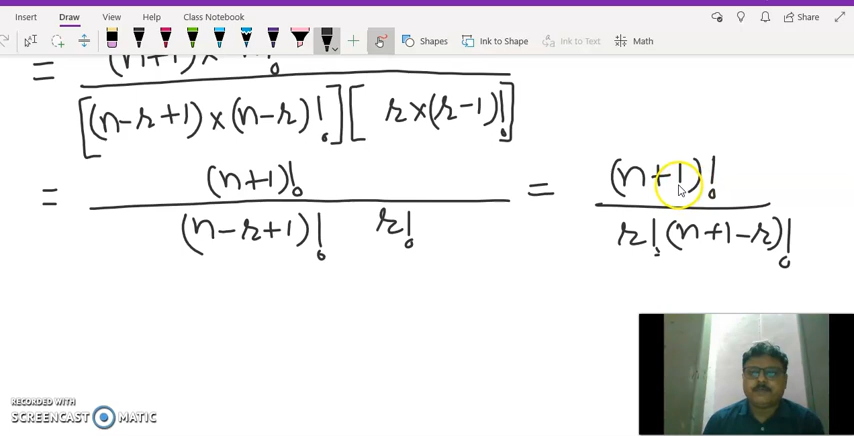 Insert Draw View Help Class Notebook Share
Shapes Ink to Shape Ink to Text Math
= (n+1)×
[(n-r+1)×(n-r)!][ r×(r-1)!]
= (n+1)! = (n+1)!
(n-r+1)! r! r!(n+1-r)!
RECORDED WITH
SCREENCAST MATIC